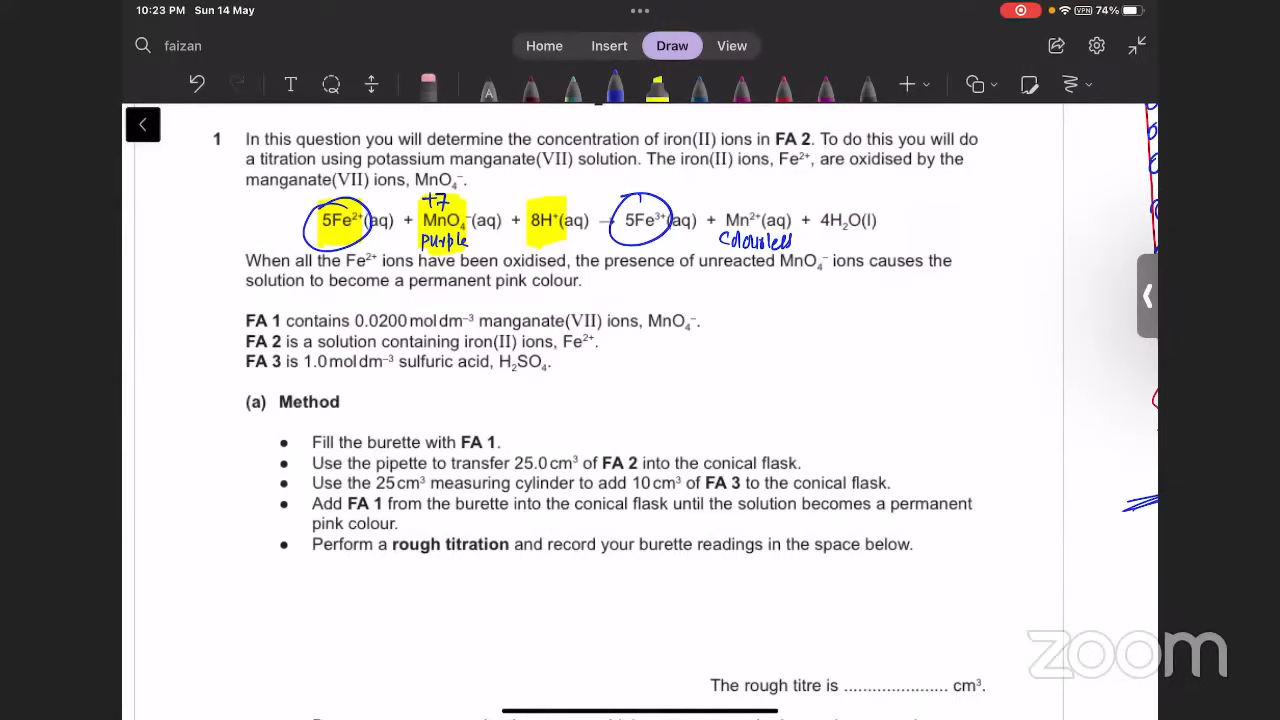 10:23 PM Sun 14 May
VPN 74%
faizan
Home Insert Draw View
A
1 In this question you will determine the concentration of iron(II) ions in FA 2. To do this you will do
a titration using potassium manganate(VII) solution. The iron(II) ions, Fe²⁺, are oxidised by the
manganate(VII) ions, MnO₄⁻.
+7
5Fe²⁺(aq) + MnO₄⁻(aq) + 8H⁺(aq) → 5Fe³⁺(aq) + Mn²⁺(aq) + 4H₂O(l)
purple colourless
When all the Fe²⁺ ions have been oxidised, the presence of unreacted MnO₄⁻ ions causes the
solution to become a permanent pink colour.
FA 1 contains 0.0200 mol dm⁻³ manganate(VII) ions, MnO₄⁻.
FA 2 is a solution containing iron(II) ions, Fe²⁺.
FA 3 is 1.0 mol dm⁻³ sulfuric acid, H₂SO₄.
(a) Method
• Fill the burette with FA 1.
• Use the pipette to transfer 25.0 cm³ of FA 2 into the conical flask.
• Use the 25 cm³ measuring cylinder to add 10 cm³ of FA 3 to the conical flask.
• Add FA 1 from the burette into the conical flask until the solution becomes a permanent
pink colour.
• Perform a rough titration and record your burette readings in the space below.
zoom
The rough titre is ...................... cm³.